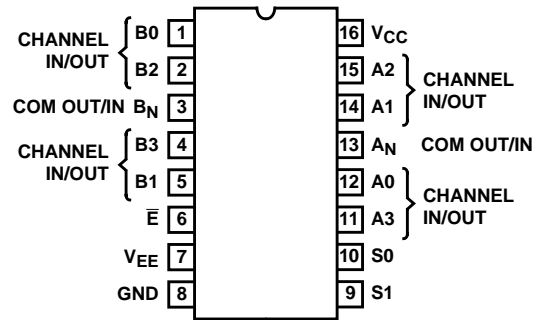 CHANNEL
IN/OUT
B0 1
B2 2
COM OUT/IN BN 3
CHANNEL
IN/OUT
B3 4
B1 5
E̅ 6
VEE 7
GND 8
16 VCC
15 A2
14 A1
CHANNEL
IN/OUT
13 AN COM OUT/IN
12 A0
11 A3
CHANNEL
IN/OUT
10 S0
9 S1